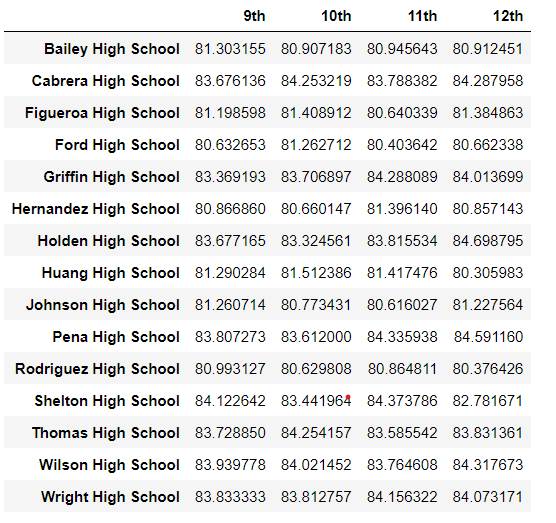 9th 10th 11th 12th
Bailey High School 81.303155 80.907183 80.945643 80.912451
Cabrera High School 83.676136 84.253219 83.788382 84.287958
Figueroa High School 81.198598 81.408912 80.640339 81.384863
Ford High School 80.632653 81.262712 80.403642 80.662338
Griffin High School 83.369193 83.706897 84.288089 84.013699
Hernandez High School 80.866860 80.660147 81.396140 80.857143
Holden High School 83.677165 83.324561 83.815534 84.698795
Huang High School 81.290284 81.512386 81.417476 80.305983
Johnson High School 81.260714 80.773431 80.616027 81.227564
Pena High School 83.807273 83.612000 84.335938 84.591160
Rodriguez High School 80.993127 80.629808 80.864811 80.376426
Shelton High School 84.122642 83.441964 84.373786 82.781671
Thomas High School 83.728850 84.254157 83.585542 83.831361
Wilson High School 83.939778 84.021452 83.764608 84.317673
Wright High School 83.833333 83.812757 84.156322 84.073171